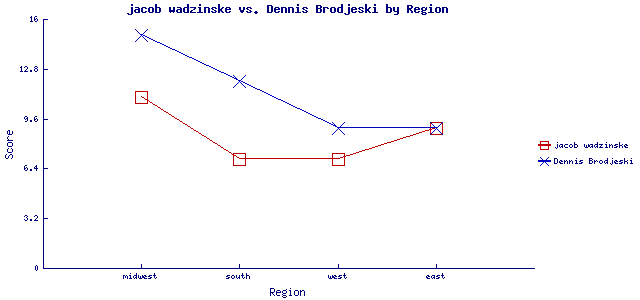 jacob wadzinske vs. Dennis Brodjeski by Region
16
12.8
9.6
6.4
3.2
0
Score
midwest south west east
Region
jacob wadzinske
Dennis Brodjeski